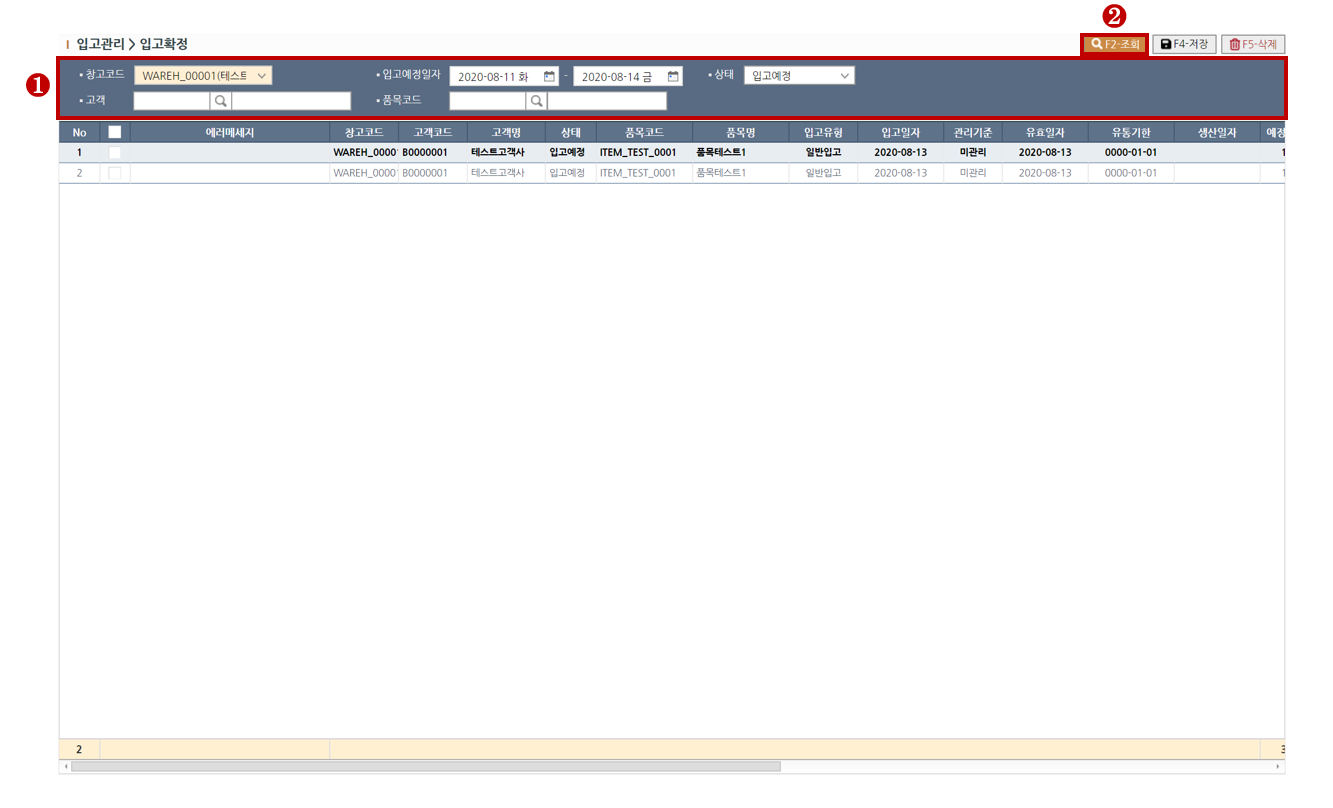 2
입고관리 > 입고확정 F2-조회 F4-저장 F5-삭제
1
창고코드 WAREH_00001(테스트 입고예정일자 2020-08-11 화 - 2020-08-14 금 상태 입고예정
고객 품목코드
No 에러메세지 창고코드 고객코드 고객명 상태 품목코드 품목명 입고유형 입고일자 관리기준 유효일자 유통기한 생산일자 예정
1 WAREH_0000 B0000001 테스트고객사 입고예정 ITEM_TEST_0001 품목테스트1 일반입고 2020-08-13 미관리 2020-08-13 0000-01-01 1
2 WAREH_0000 B0000001 테스트고객사 입고예정 ITEM_TEST_0001 품목테스트1 일반입고 2020-08-13 미관리 2020-08-13 0000-01-01 1
2 3